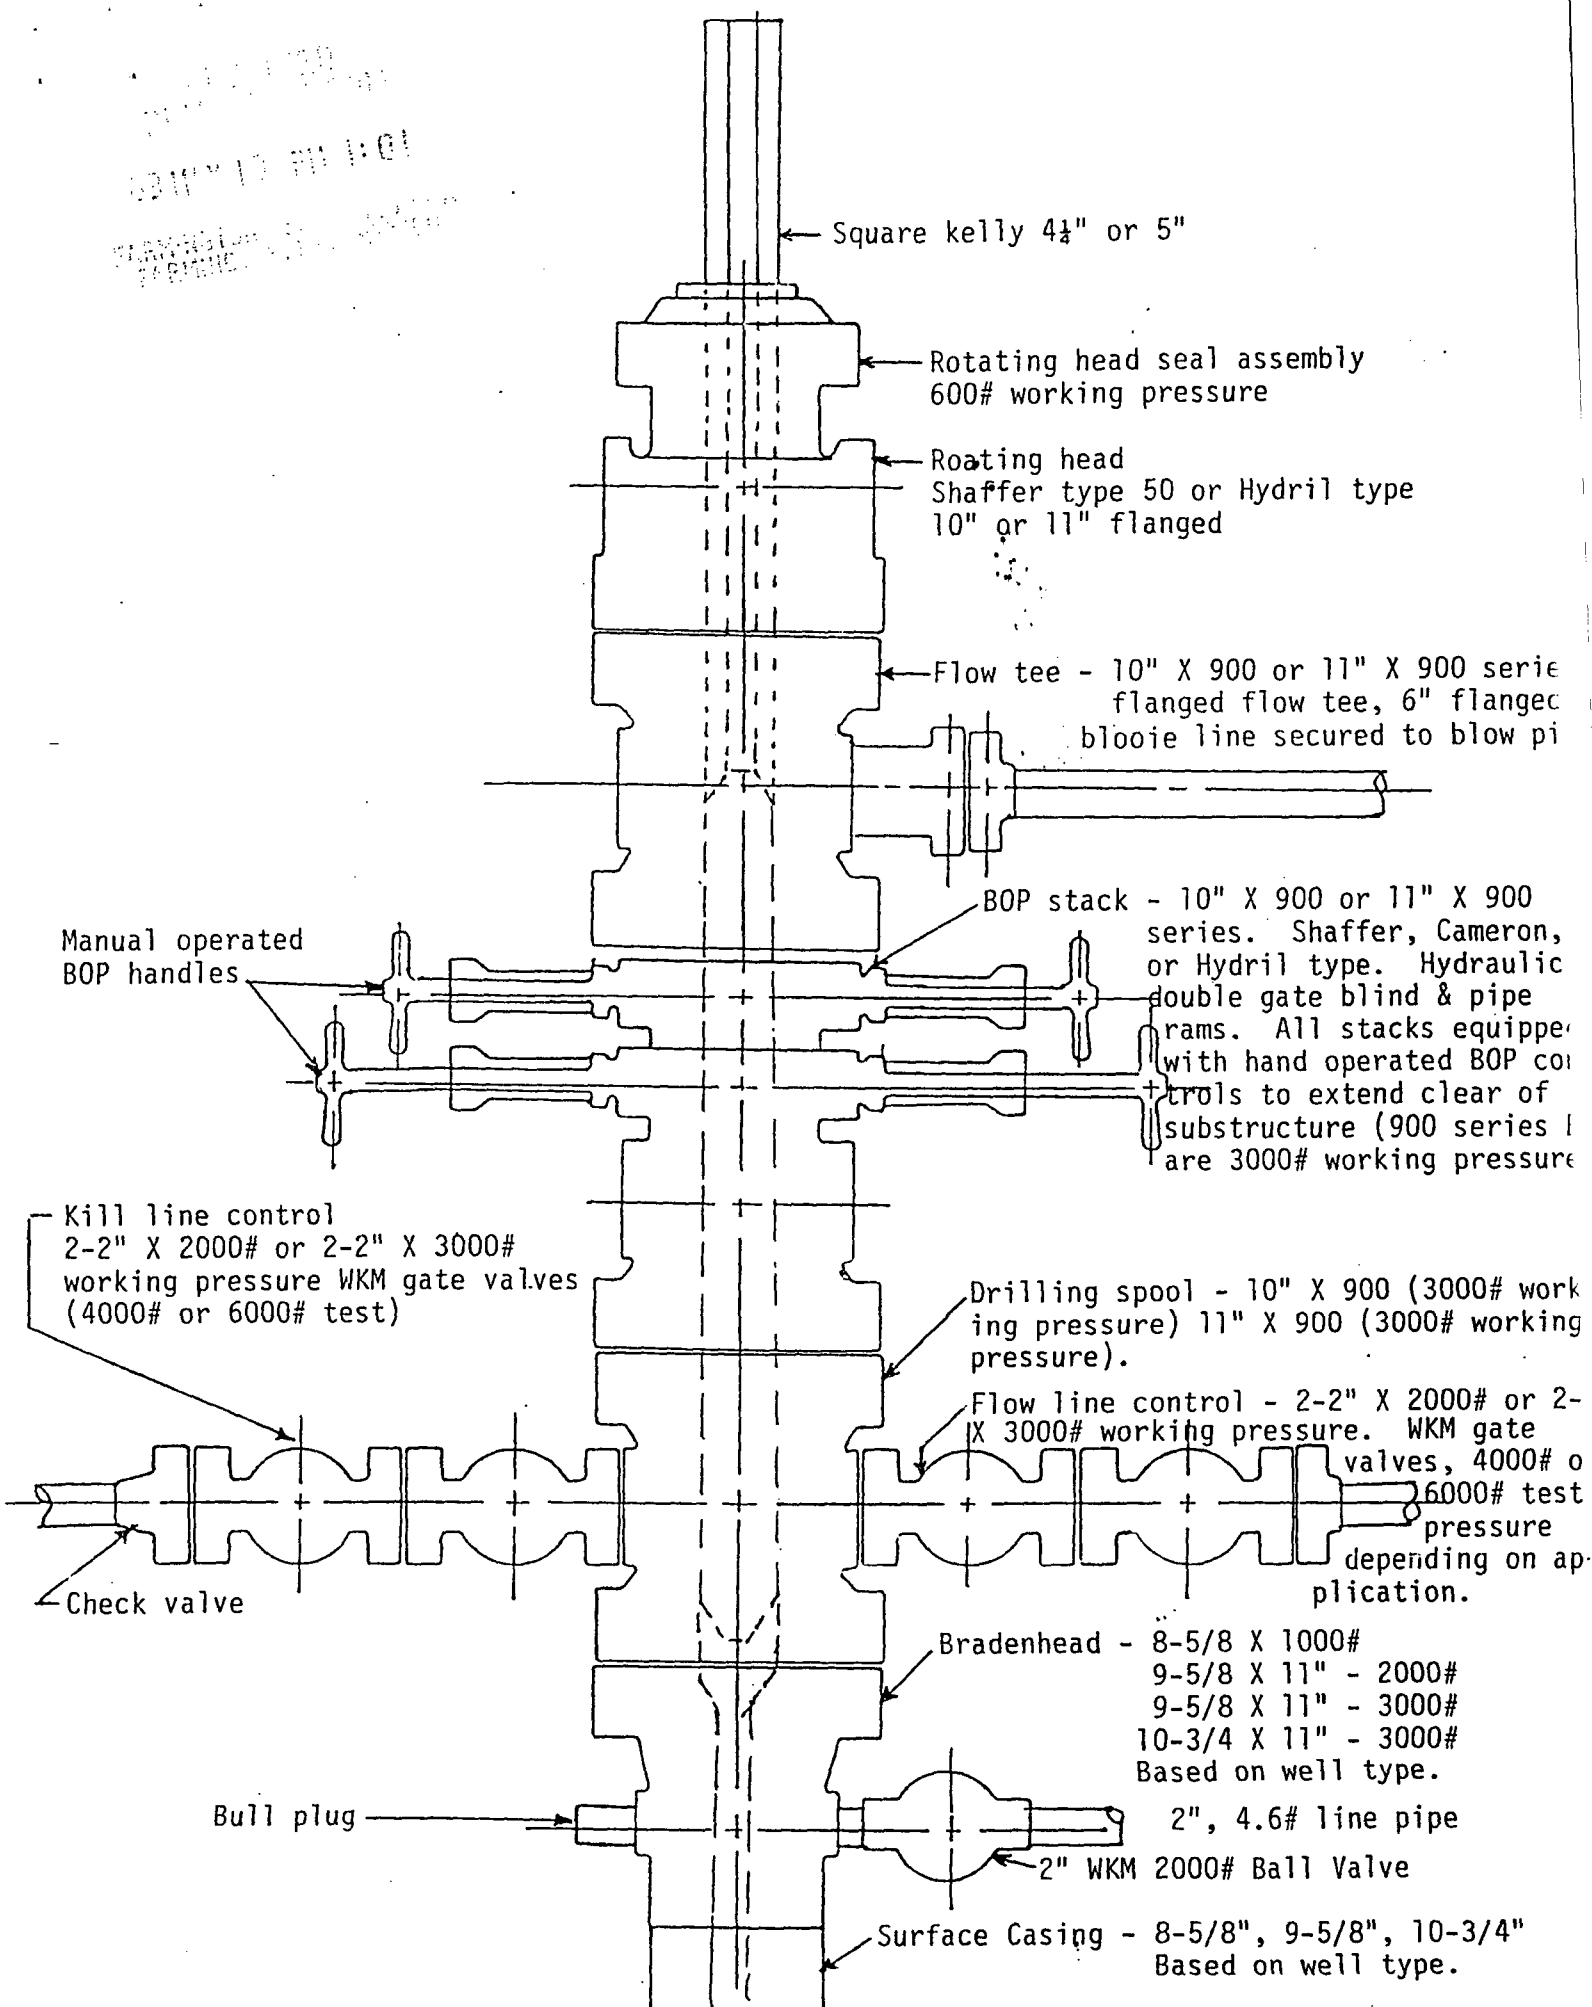 PM 1:01
Square kelly 4¼" or 5"
Rotating head seal assembly
600# working pressure
Roating head
Shaffer type 50 or Hydril type
10" or 11" flanged
Flow tee - 10" X 900 or 11" X 900
flanged flow tee, 6"
blooie line secured to blow
Manual operated
BOP handles
BOP stack - 10" X 900 or 11" X 900
series. Shaffer, Cameron,
or Hydril type. Hydraulic
double gate blind & pipe
rams. All stacks
with hand operated BOP
trols to extend clear of
substructure (900 series
are 3000# working
Kill line control
2-2" X 2000# or 2-2" X 3000#
working pressure WKM gate valves
(4000# or 6000# test)
Drilling spool - 10" X 900 (3000# work
ing pressure) 11" X 900 (3000# working
pressure).
Flow line control - 2-2" X 2000# or 2-
X 3000# working pressure. WKM gate
valves, 4000# o
6000# test
pressure
depending on ap-
plication.
Check valve
Bradenhead - 8-5/8 X 1000#
9-5/8 X 11" - 2000#
9-5/8 X 11" - 3000#
10-3/4 X 11" - 3000#
Based on well type.
Bull plug
2", 4.6# line pipe
2" WKM 2000# Ball Valve
Surface Casing - 8-5/8", 9-5/8", 10-3/4"
Based on well type.